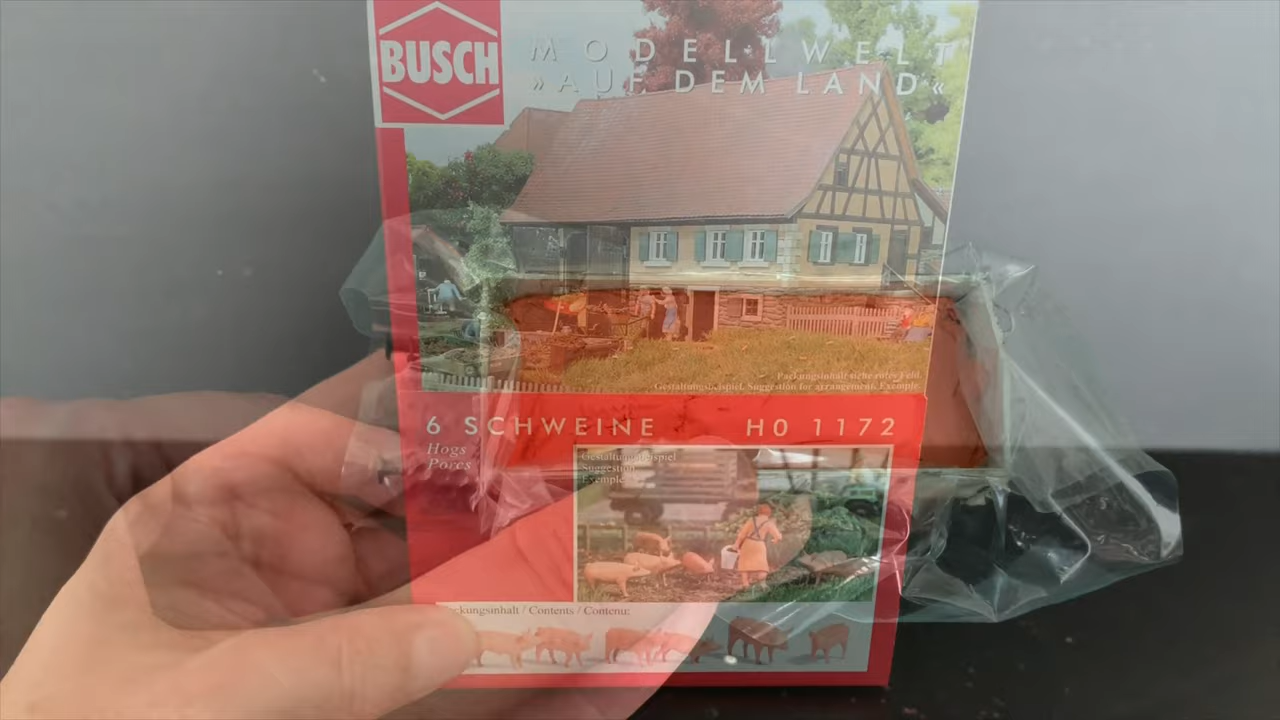 BUSCH
MODELLWELT
»AUF DEM LAND«
Packungsinhalt siehe rotes Feld.
Gestaltungsbeispiel. Suggestion for arrangement. Exemple.
6 SCHWEINE H0 1172
Hogs
Porcs
Gestaltungsbeispiel
Suggestion
Exemple
Packungsinhalt / Contents / Contenu: